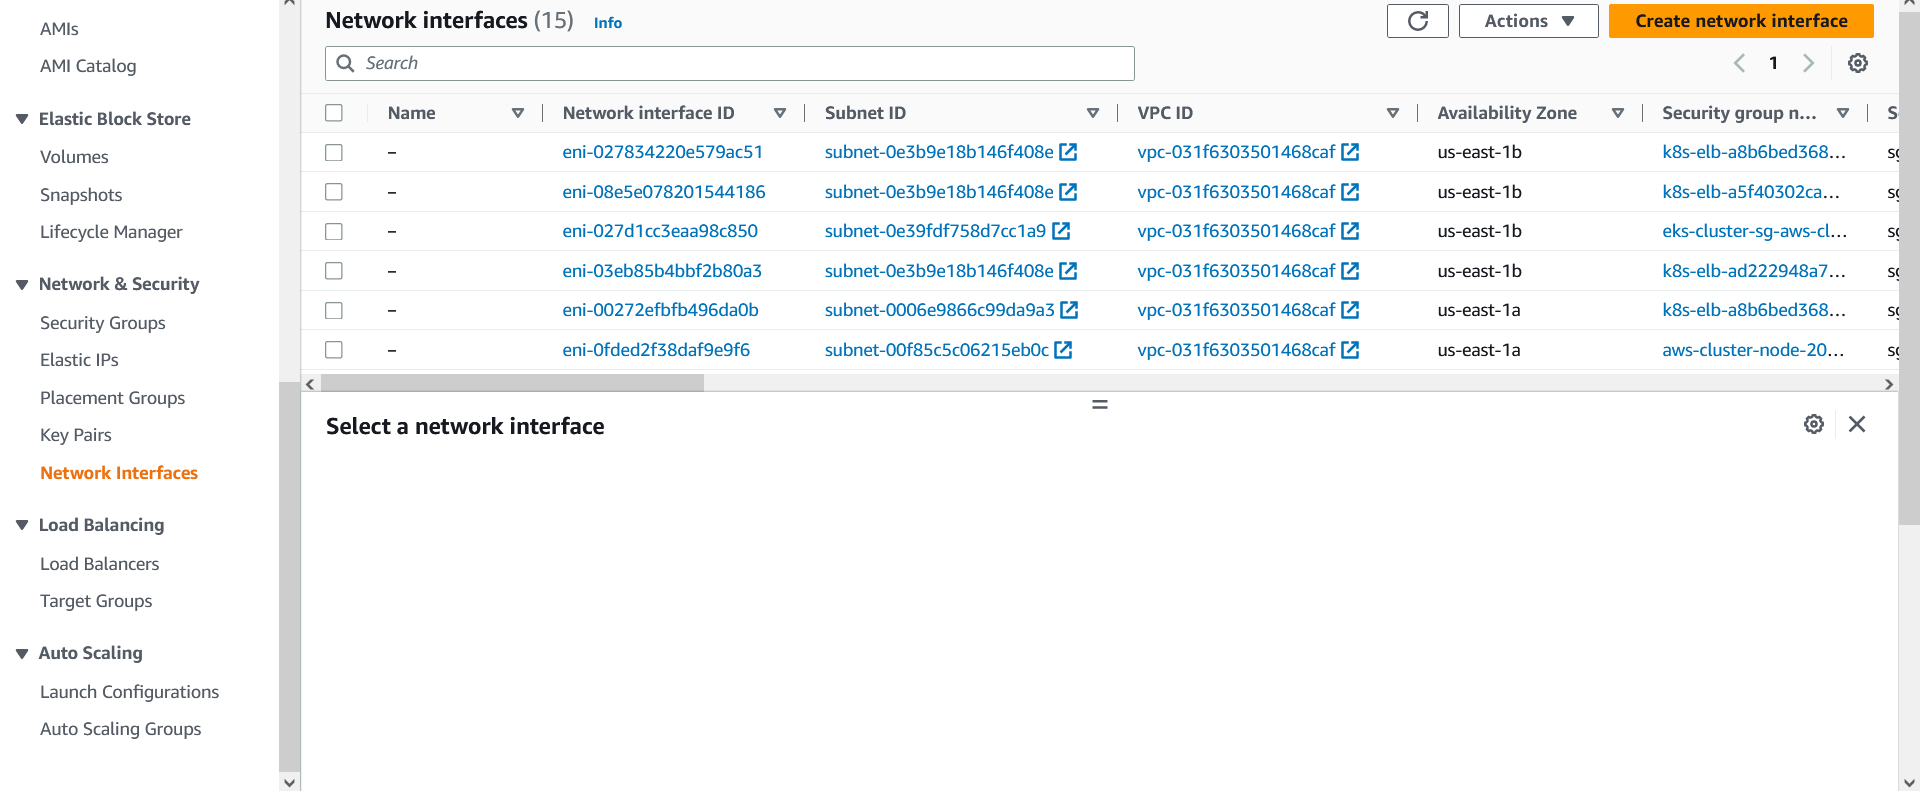 AMIs
AMI Catalog
Elastic Block Store
Volumes
Snapshots
Lifecycle Manager
Network & Security
Security Groups
Elastic IPs
Placement Groups
Key Pairs
Network Interfaces
Load Balancing
Load Balancers
Target Groups
Auto Scaling
Launch Configurations
Auto Scaling Groups
Network interfaces (15) Info
Actions
Create network interface
Search
1
Name Network interface ID Subnet ID VPC ID Availability Zone Security group n... S
– eni-027834220e579ac51 subnet-0e3b9e18b146f408e vpc-031f6303501468caf us-east-1b k8s-elb-a8b6bed368... sg
– eni-08e5e078201544186 subnet-0e3b9e18b146f408e vpc-031f6303501468caf us-east-1b k8s-elb-a5f40302ca... sg
– eni-027d1cc3eaa98c850 subnet-0e39fdf758d7cc1a9 vpc-031f6303501468caf us-east-1b eks-cluster-sg-aws-cl... sg
– eni-03eb85b4bbf2b80a3 subnet-0e3b9e18b146f408e vpc-031f6303501468caf us-east-1b k8s-elb-ad222948a7... sg
– eni-00272efbfb496da0b subnet-0006e9866c99da9a3 vpc-031f6303501468caf us-east-1a k8s-elb-a8b6bed368... sg
– eni-0fded2f38daf9e9f6 subnet-00f85c5c06215eb0c vpc-031f6303501468caf us-east-1a aws-cluster-node-20... sg
Select a network interface